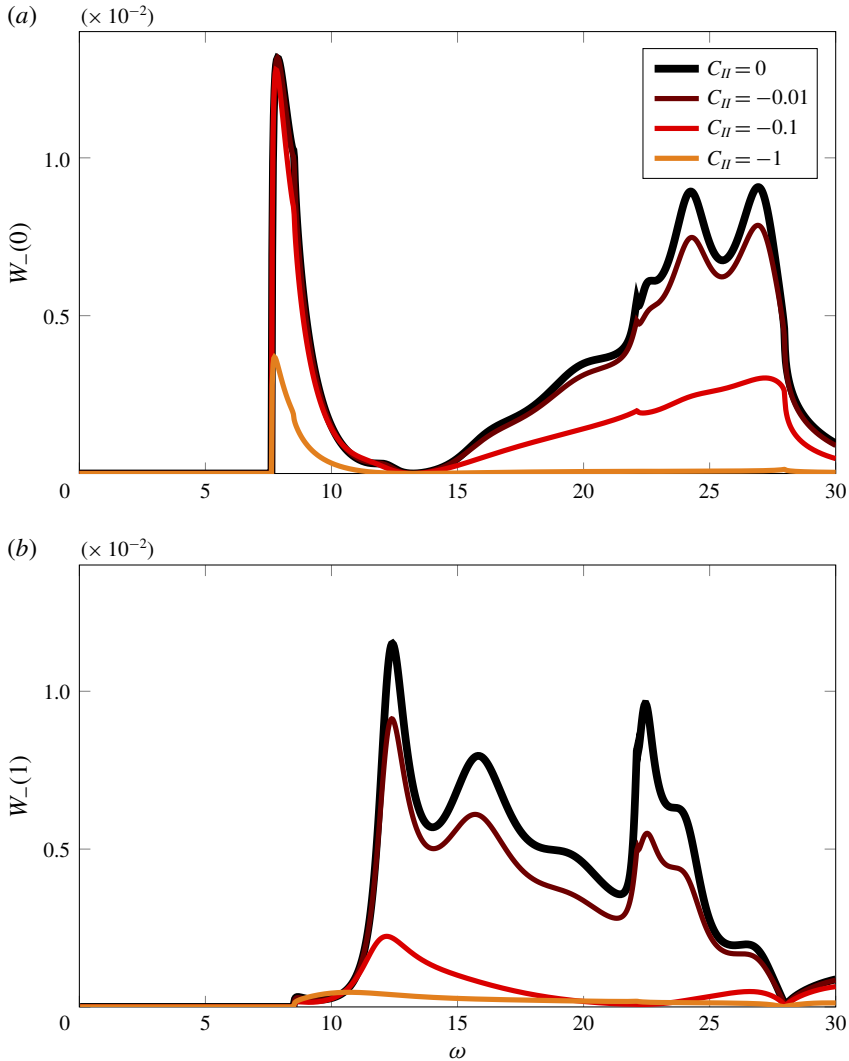 (a)
(× 10⁻²)
C_II = 0
C_II = −0.01
C_II = −0.1
C_II = −1
1.0
0.5
W₋(0)
0 5 10 15 20 25 30
(b)
(× 10⁻²)
1.0
0.5
W₋(1)
0 5 10 15 20 25 30
ω